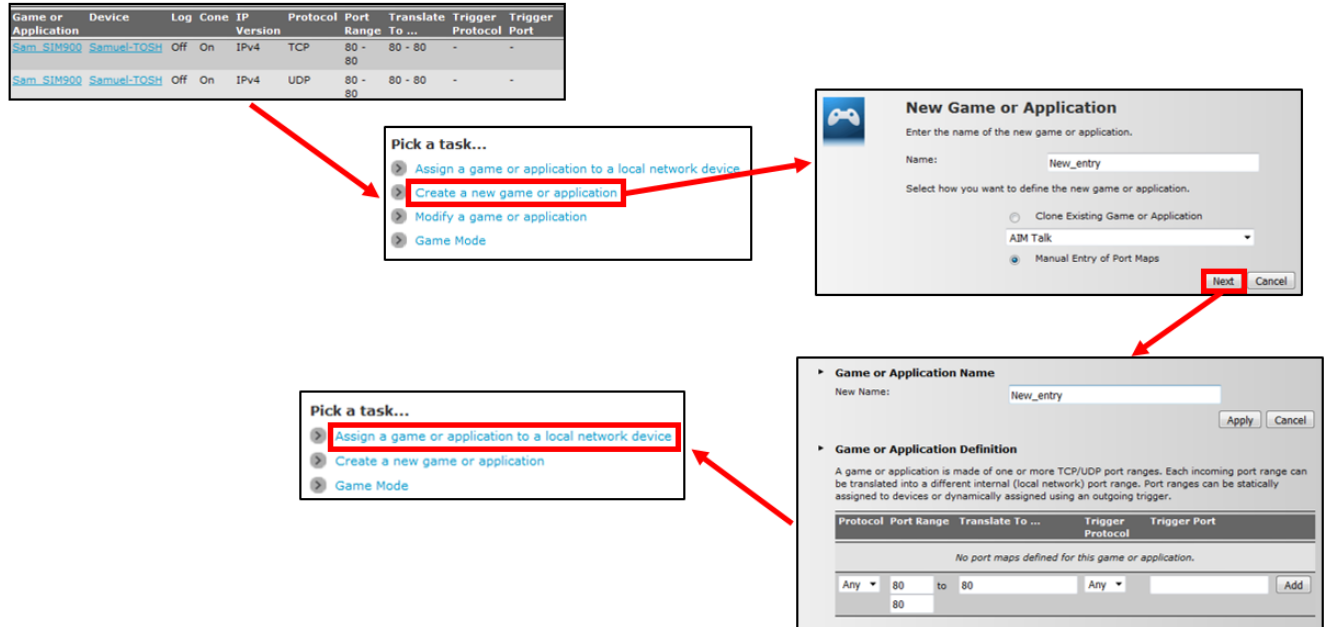 Game or Device Log Cone IP Protocol Port Translate Trigger Trigger
Application Version Range To ... Protocol Port
Sam_SIM900 Samuel-TOSH Off On IPv4 TCP 80 - 80 - 80 - -
80
Sam_SIM900 Samuel-TOSH Off On IPv4 UDP 80 - 80 - 80 - -
80
Pick a task...
Assign a game or application to a local network device
Create a new game or application
Modify a game or application
Game Mode
New Game or Application
Enter the name of the new game or application.
Name: New_entry
Select how you want to define the new game or application.
Clone Existing Game or Application
AIM Talk
Manual Entry of Port Maps
Next Cancel
Game or Application Name
New Name: New_entry
Apply Cancel
Game or Application Definition
A game or application is made of one or more TCP/UDP port ranges. Each incoming port range can
be translated into a different internal (local network) port range. Port ranges can be statically
assigned to devices or dynamically assigned using an outgoing trigger.
Protocol Port Range Translate To ... Trigger Trigger Port
Protocol
No port maps defined for this game or application.
Any 80 to 80 Any Add
80
Pick a task...
Assign a game or application to a local network device
Create a new game or application
Game Mode